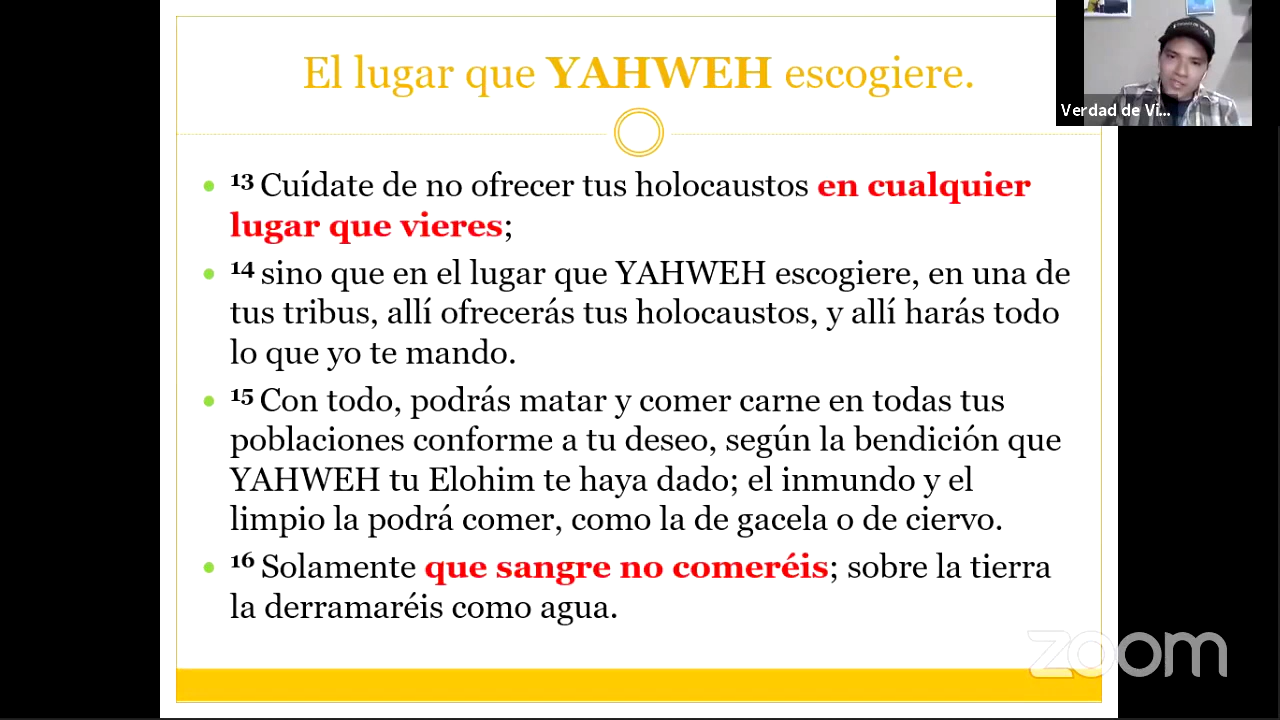 El lugar que YAHWEH escogiere.
Verdad de Vi...
13 Cuídate de no ofrecer tus holocaustos en cualquier
lugar que vieres;
14 sino que en el lugar que YAHWEH escogiere, en una de
tus tribus, allí ofrecerás tus holocaustos, y allí harás todo
lo que yo te mando.
15 Con todo, podrás matar y comer carne en todas tus
poblaciones conforme a tu deseo, según la bendición que
YAHWEH tu Elohim te haya dado; el inmundo y el
limpio la podrá comer, como la de gacela o de ciervo.
16 Solamente que sangre no comeréis; sobre la tierra
la derramaréis como agua.
zoom